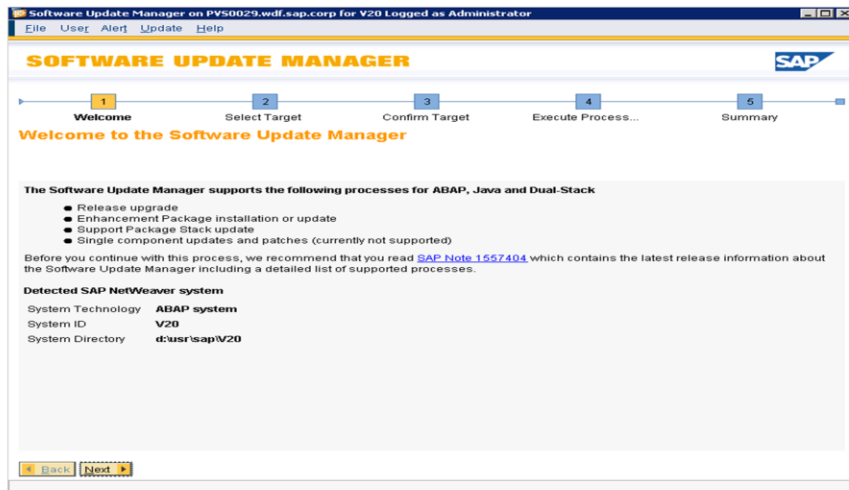 Software Update Manager on PVS0029.wdf.sap.corp for V20 Logged as Administrator
File User Alert Update Help
SOFTWARE UPDATE MANAGER
SAP
1 2 3 4 5
Welcome Select Target Confirm Target Execute Process... Summary
Welcome to the Software Update Manager
The Software Update Manager supports the following processes for ABAP, Java and Dual-Stack
● Release upgrade
● Enhancement Package installation or update
● Support Package Stack update
● Single component updates and patches (currently not supported)
Before you continue with this process, we recommend that you read SAP Note 1557404 which contains the latest release information about
the Software Update Manager including a detailed list of supported processes.
Detected SAP NetWeaver system
System Technology ABAP system
System ID V20
System Directory d:\usr\sap\V20
Back Next